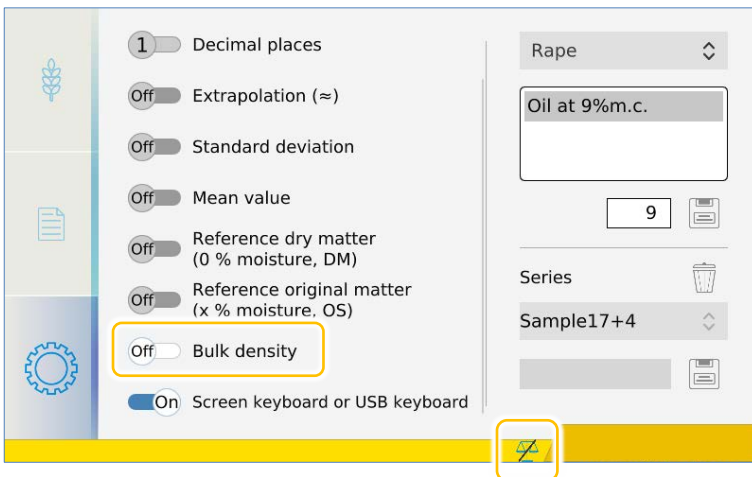 1 Decimal places
Off Extrapolation (≈)
Off Standard deviation
Off Mean value
Off Reference dry matter
(0 % moisture, DM)
Off Reference original matter
(x % moisture, OS)
Off Bulk density
On Screen keyboard or USB keyboard
Rape
Oil at 9%m.c.
9
Series
Sample17+4